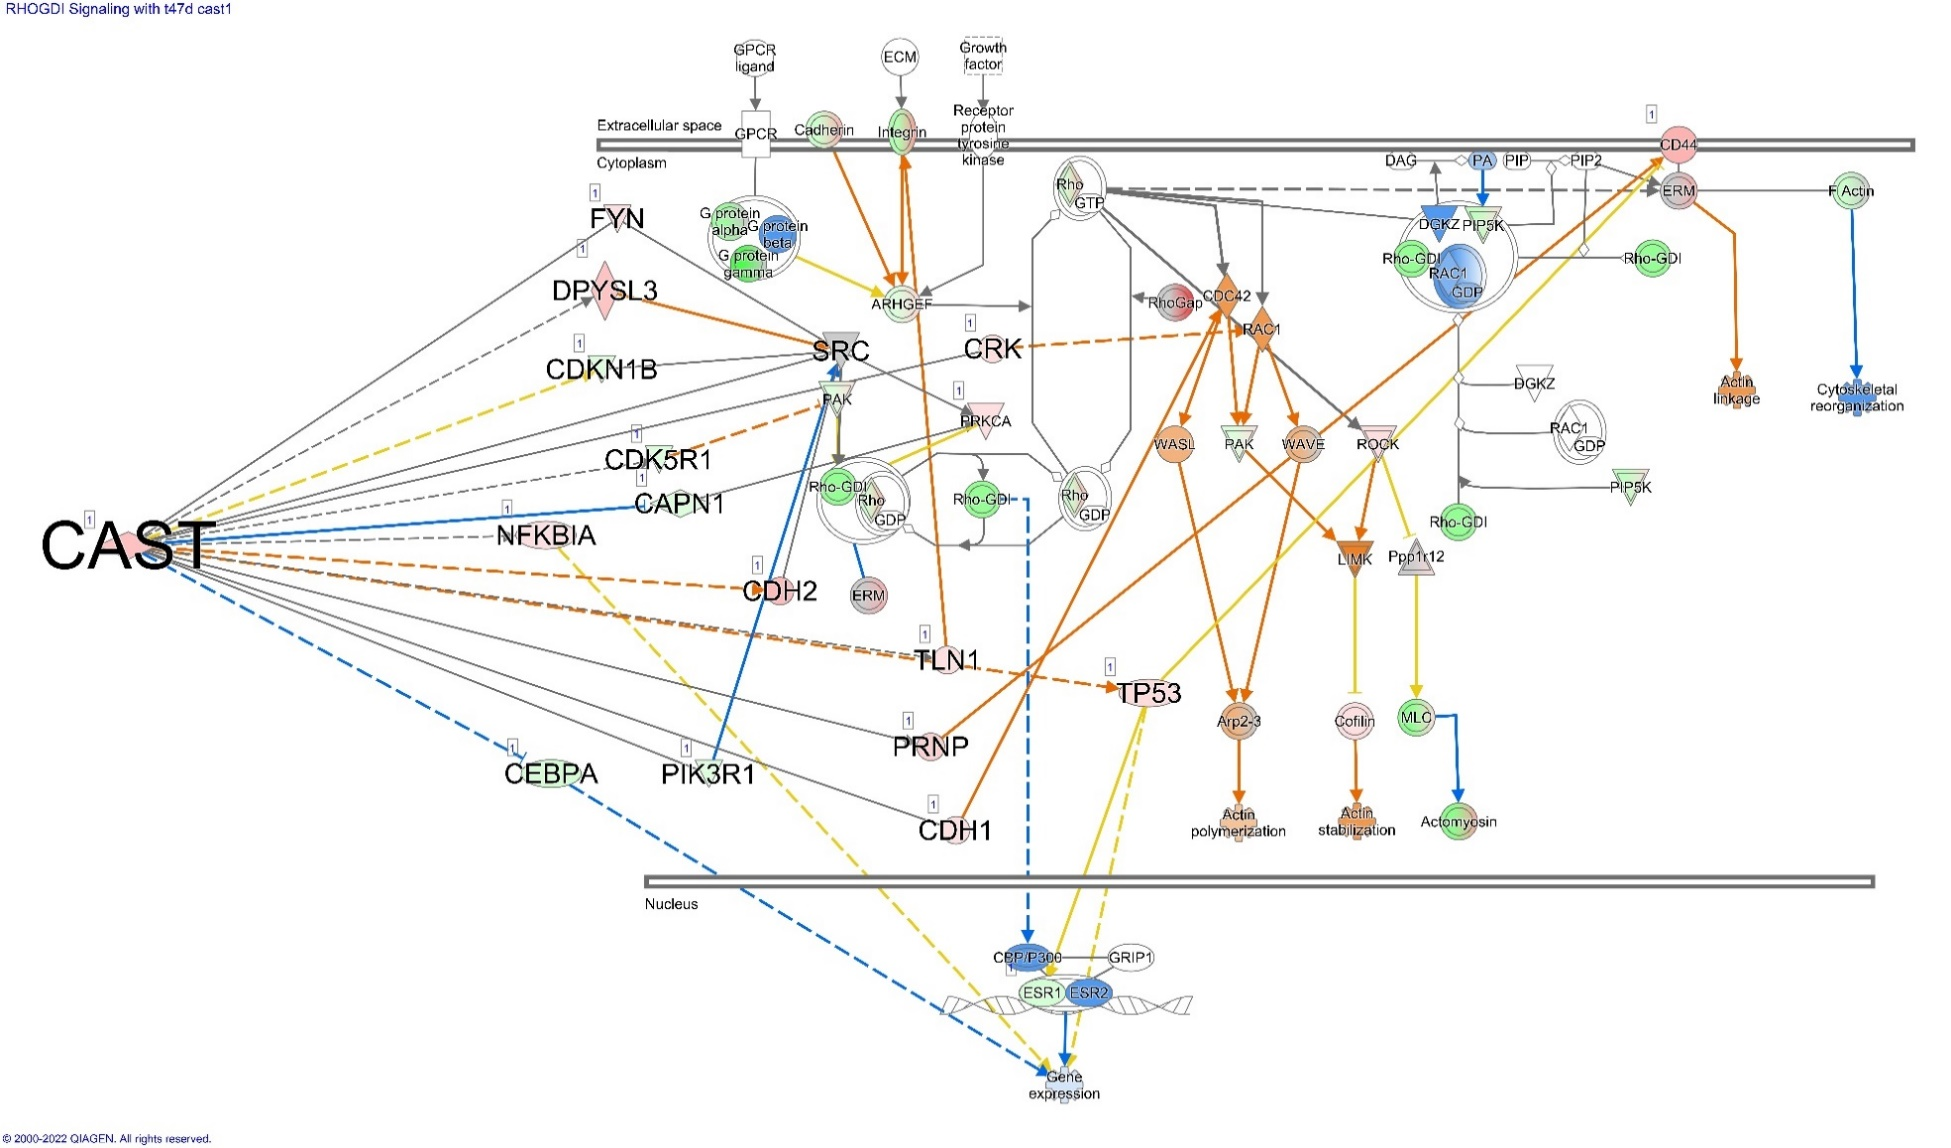 RHOGDI Signaling with t47d cast1
GPCR
ligand
ECM
Growth
factor
Extracellular space
Cytoplasm
GPCR
Cadherin
Integrin
Receptor
protein
tyrosine
kinase
1
CD44
DAG
PA
PIP
PIP2
ERM
F Actin
Rho
GTP
1
FYN
G protein
alpha
G protein
beta
G protein
gamma
DGKZ
PIP5K
Rho-GDI
RAC1
GDP
Rho-GDI
1
DPYSL3
ARHGEF
RhoGap
CDC42
RAC1
1
CDKN1B
SRC
1
CRK
PAK
1
PRKCA
DGKZ
RAC1
GDP
Actin
linkage
Cytoskeletal
reorganization
1
CDK5R1
WASL
PAK
WAVE
ROCK
1
CAPN1
Rho-GDI
Rho
GDP
Rho-GDI
Rho
GDP
PIP5K
Rho-GDI
1
CAST
1
NFKBIA
LIMK
Ppp1r12
1
CDH2
ERM
1
TLN1
1
TP53
1
PRNP
Arp2-3
Cofilin
MLC
1
CEBPA
1
PIK3R1
1
CDH1
Actin
polymerization
Actin
stabilization
Actomyosin
Nucleus
CBP/P300
GRIP1
1
ESR1
ESR2
Gene
expression
© 2000-2022 QIAGEN. All rights reserved.